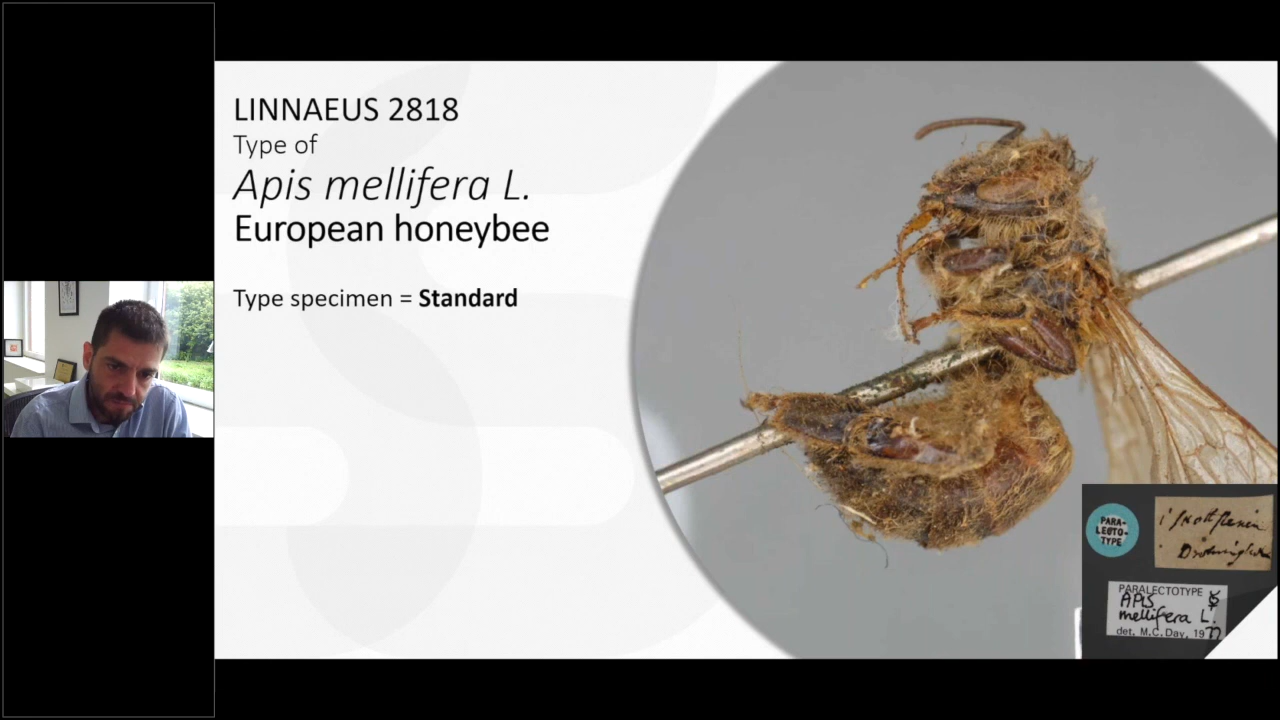 LINNAEUS 2818
Type of
Apis mellifera L.
European honeybee
Type specimen = Standard
PARA-
LECTO-
TYPE
PARALECTOTYPE
APIS
mellifera L.
det. M.C. Day, 19